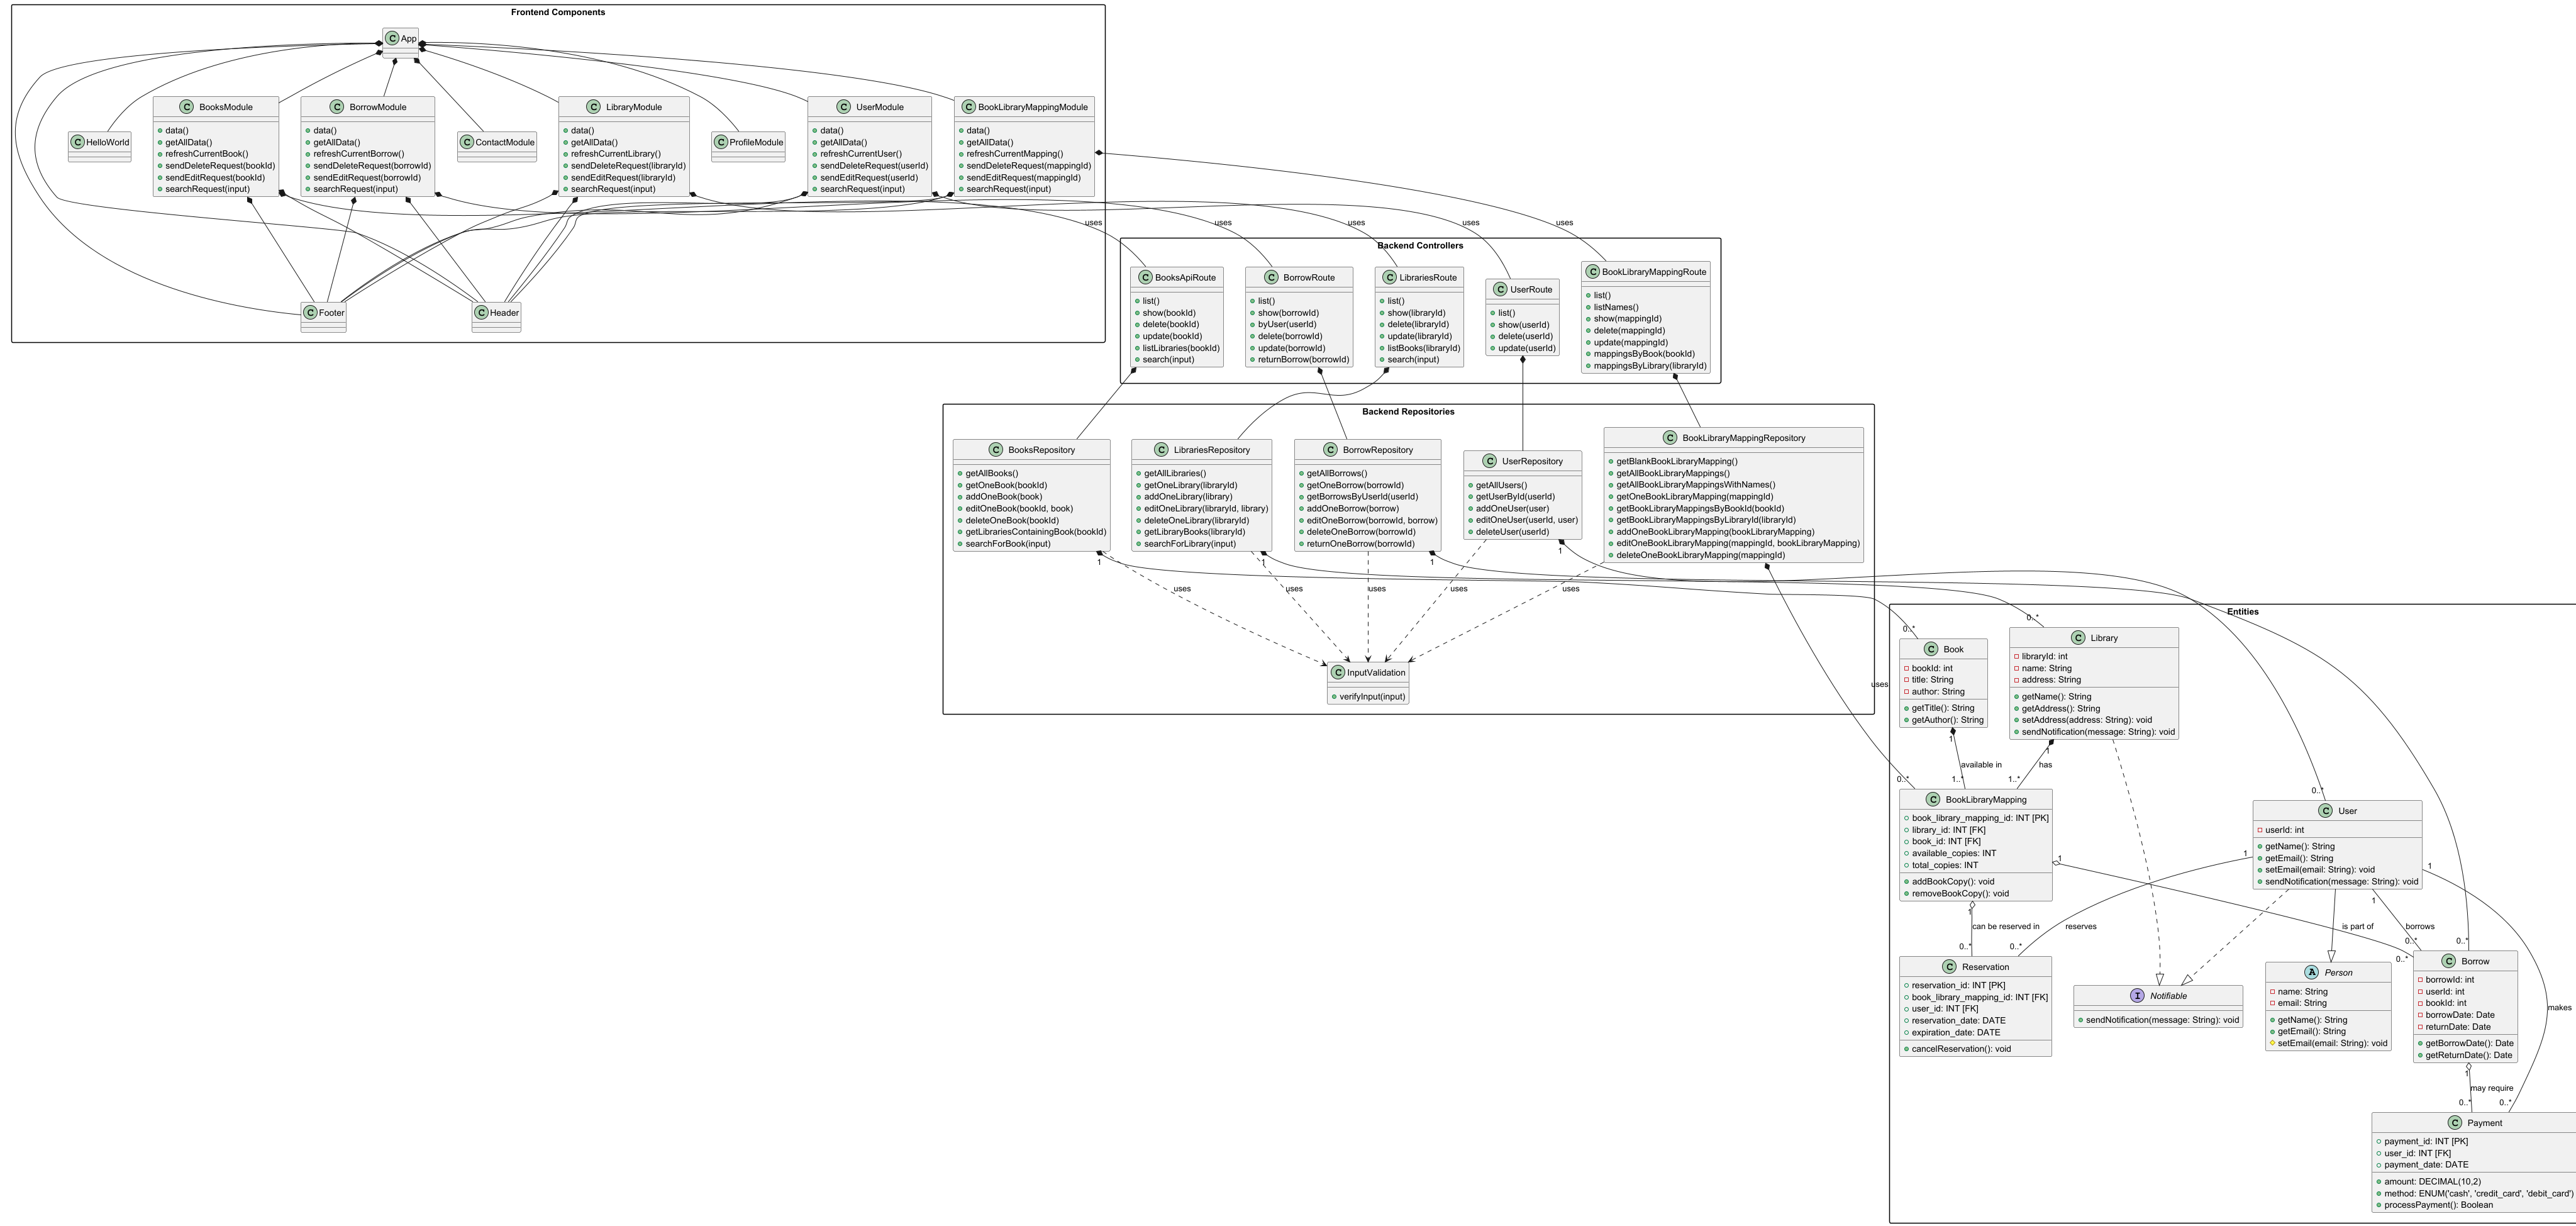 Frontend Components
C App
C HelloWorld
C BooksModule
data()
getAllData()
refreshCurrentBook()
sendDeleteRequest(bookId)
sendEditRequest(bookId)
searchRequest(input)
C BorrowModule
data()
getAllData()
refreshCurrentBorrow()
sendDeleteRequest(borrowId)
sendEditRequest(borrowId)
searchRequest(input)
C ContactModule
C LibraryModule
data()
getAllData()
refreshCurrentLibrary()
sendDeleteRequest(libraryId)
sendEditRequest(libraryId)
searchRequest(input)
C ProfileModule
C UserModule
data()
getAllData()
refreshCurrentUser()
sendDeleteRequest(userId)
sendEditRequest(userId)
searchRequest(input)
C BookLibraryMappingModule
data()
getAllData()
refreshCurrentMapping()
sendDeleteRequest(mappingId)
sendEditRequest(mappingId)
searchRequest(input)
C Footer
C Header
uses
uses
uses
uses
uses
Backend Controllers
C BooksApiRoute
list()
show(bookId)
delete(bookId)
update(bookId)
listLibraries(bookId)
search(input)
C BorrowRoute
list()
show(borrowId)
byUser(userId)
delete(borrowId)
update(borrowId)
returnBorrow(borrowId)
C LibrariesRoute
list()
show(libraryId)
delete(libraryId)
update(libraryId)
listBooks(libraryId)
search(input)
C UserRoute
list()
show(userId)
delete(userId)
update(userId)
C BookLibraryMappingRoute
list()
listNames()
show(mappingId)
delete(mappingId)
update(mappingId)
mappingsByBook(bookId)
mappingsByLibrary(libraryId)
Backend Repositories
C BooksRepository
getAllBooks()
getOneBook(bookId)
addOneBook(book)
editOneBook(bookId, book)
deleteOneBook(bookId)
getLibrariesContainingBook(bookId)
searchForBook(input)
C LibrariesRepository
getAllLibraries()
getOneLibrary(libraryId)
addOneLibrary(library)
editOneLibrary(libraryId, library)
deleteOneLibrary(libraryId)
getLibraryBooks(libraryId)
searchForLibrary(input)
C BorrowRepository
getAllBorrows()
getOneBorrow(borrowId)
getBorrowsByUserId(userId)
addOneBorrow(borrow)
editOneBorrow(borrowId, borrow)
deleteOneBorrow(borrowId)
returnOneBorrow(borrowId)
C UserRepository
getAllUsers()
getUserById(userId)
addOneUser(user)
editOneUser(userId, user)
deleteUser(userId)
C BookLibraryMappingRepository
getBlankBookLibraryMapping()
getAllBookLibraryMappings()
getAllBookLibraryMappingsWithNames()
getOneBookLibraryMapping(mappingId)
getBookLibraryMappingsByBookId(bookId)
getBookLibraryMappingsByLibraryId(libraryId)
addOneBookLibraryMapping(bookLibraryMapping)
editOneBookLibraryMapping(mappingId, bookLibraryMapping)
deleteOneBookLibraryMapping(mappingId)
1
1
1
1
uses
uses
uses
uses
uses
C InputValidation
verifyInput(input)
uses
Entities
0..*
0..*
C Book
bookId: int
title: String
author: String
getTitle(): String
getAuthor(): String
C Library
libraryId: int
name: String
address: String
getName(): String
getAddress(): String
setAddress(address: String): void
sendNotification(message: String): void
1
available in
1..*
1
has
1..*
0..*
0..*
C BookLibraryMapping
book_library_mapping_id: INT [PK]
library_id: INT [FK]
book_id: INT [FK]
available_copies: INT
total_copies: INT
addBookCopy(): void
removeBookCopy(): void
C User
userId: int
getName(): String
getEmail(): String
setEmail(email: String): void
sendNotification(message: String): void
1
1
1
1
1
can be reserved in
reserves
is part of
borrows
0..*
0..*
0..*
0..*
0..*
C Reservation
reservation_id: INT [PK]
book_library_mapping_id: INT [FK]
user_id: INT [FK]
reservation_date: DATE
expiration_date: DATE
cancelReservation(): void
I Notifiable
sendNotification(message: String): void
A Person
name: String
email: String
getName(): String
getEmail(): String
setEmail(email: String): void
C Borrow
borrowId: int
userId: int
bookId: int
borrowDate: Date
returnDate: Date
getBorrowDate(): Date
getReturnDate(): Date
makes
1
may require
0..*
0..*
C Payment
payment_id: INT [PK]
user_id: INT [FK]
payment_date: DATE
amount: DECIMAL(10,2)
method: ENUM('cash', 'credit_card', 'debit_card')
processPayment(): Boolean